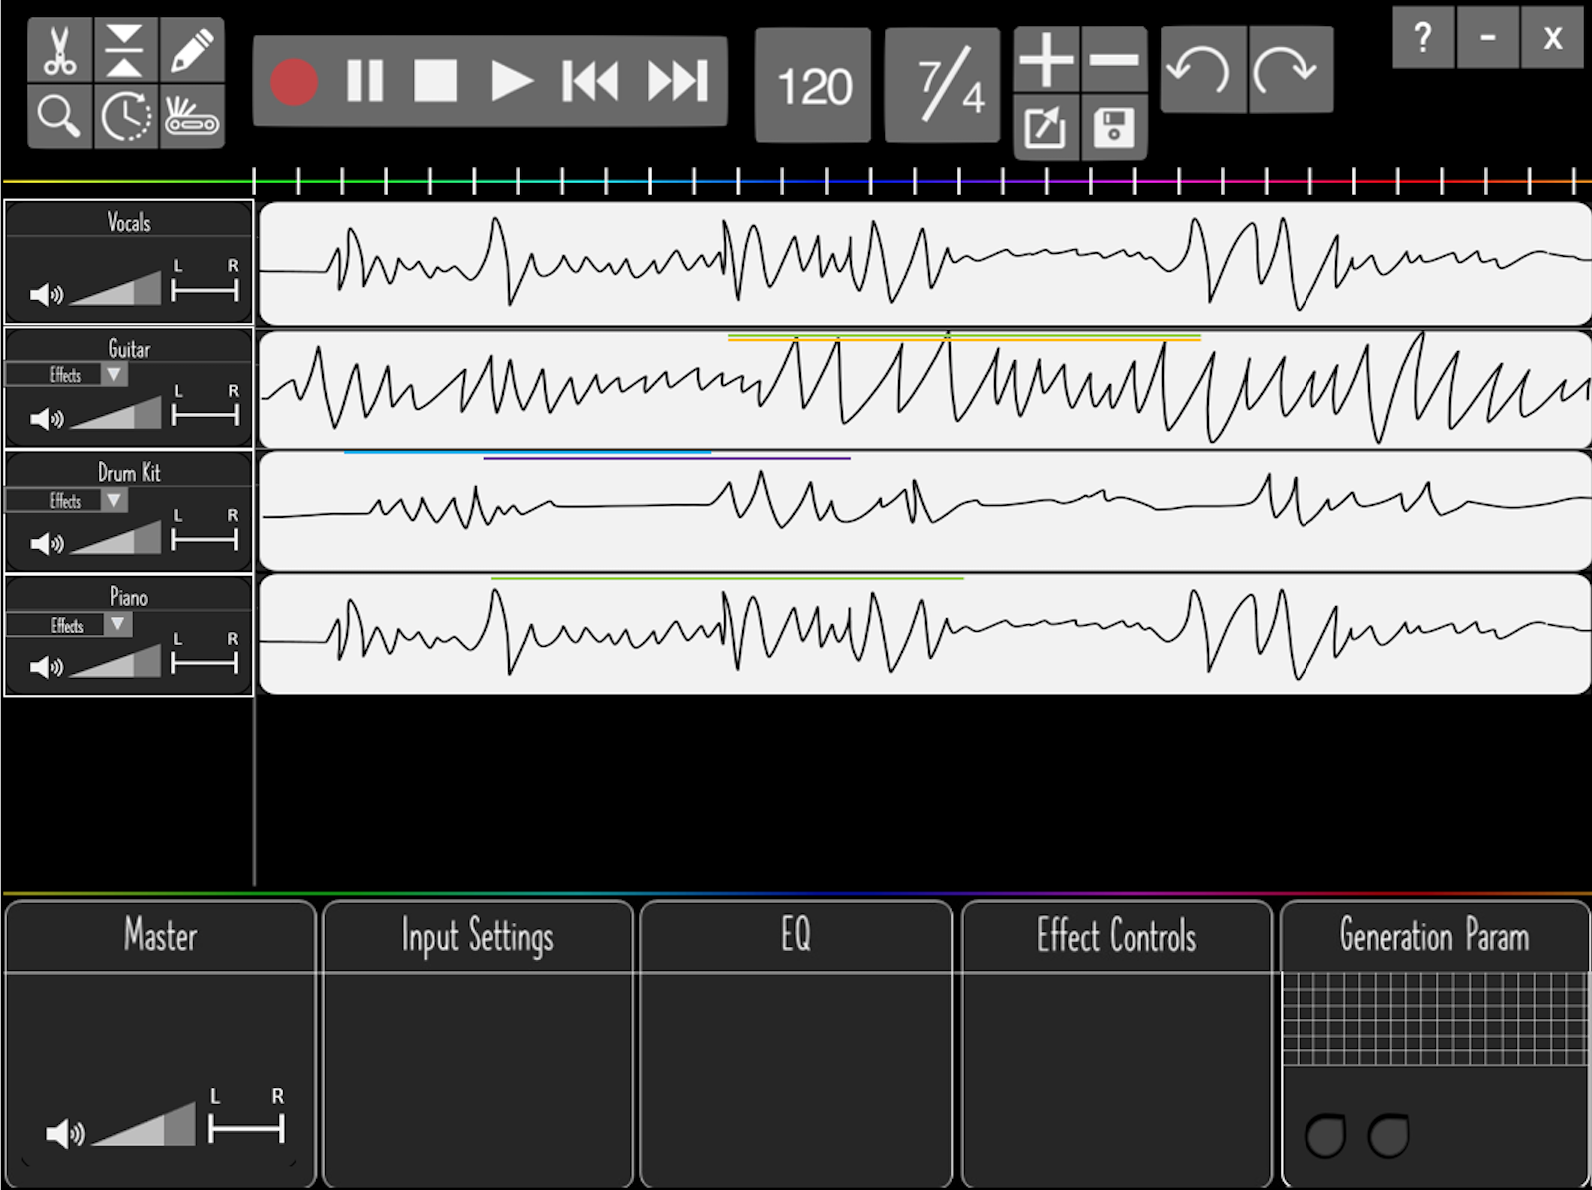 120
7/4
?
-
x
Vocals
L R
Guitar
Effects
L R
Drum Kit
Effects
L R
Piano
Effects
L R
Master
Input Settings
EQ
Effect Controls
Generation Param
L R